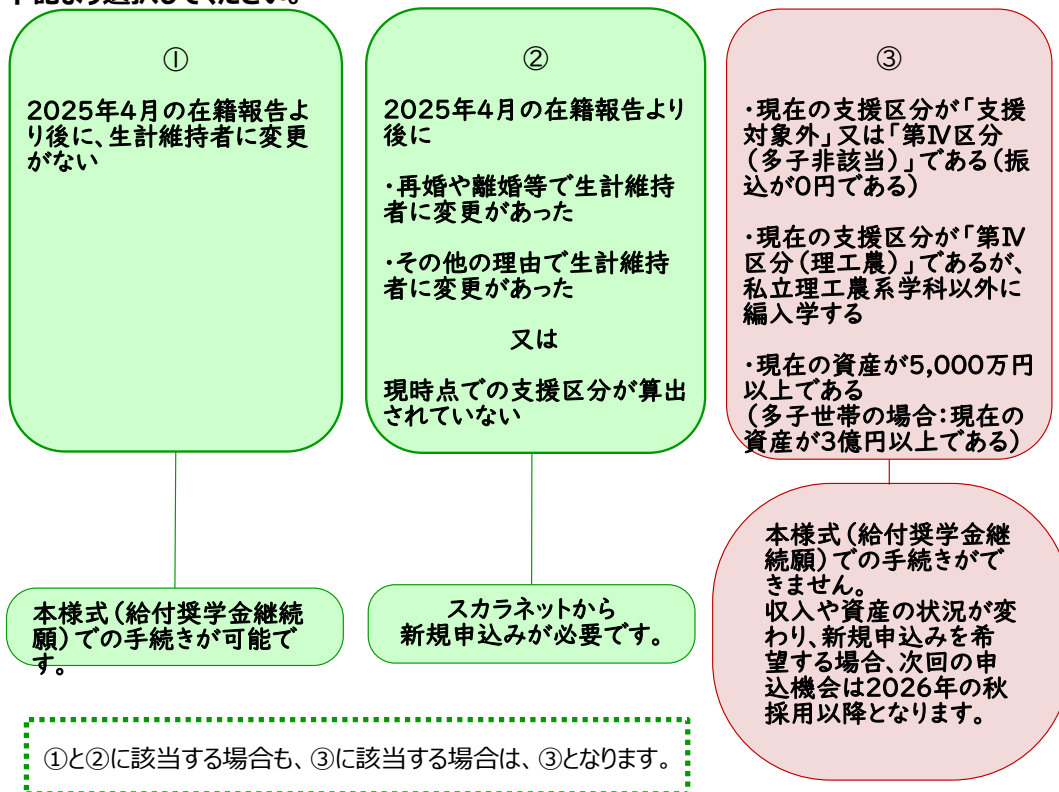 下記より選択してください。
①
2025年4月の在籍報告よ
り後に、生計維持者に変更
がない
②
2025年4月の在籍報告より
後に
・再婚や離婚等で生計維持
者に変更があった
・その他の理由で生計維持
者に変更があった
又は
現時点での支援区分が算出
されていない
③
・現在の支援区分が「支援
対象外」又は「第Ⅳ区分
（多子非該当）」である（振
込が0円である）
・現在の支援区分が「第Ⅳ
区分（理工農）」であるが、
私立理工農系学科以外に
編入学する
・現在の資産が5,000万円
以上である
（多子世帯の場合：現在の
資産が3億円以上である）
本様式（給付奨学金継続
願）での手続きが可能で
す。
スカラネットから
新規申込みが必要です。
本様式（給付奨学金継
続願）での手続きがで
きません。
収入や資産の状況が変
わり、新規申込みを希
望する場合、次回の申
込機会は2026年の秋
採用以降となります。
①と②に該当する場合も、③に該当する場合は、③となります。